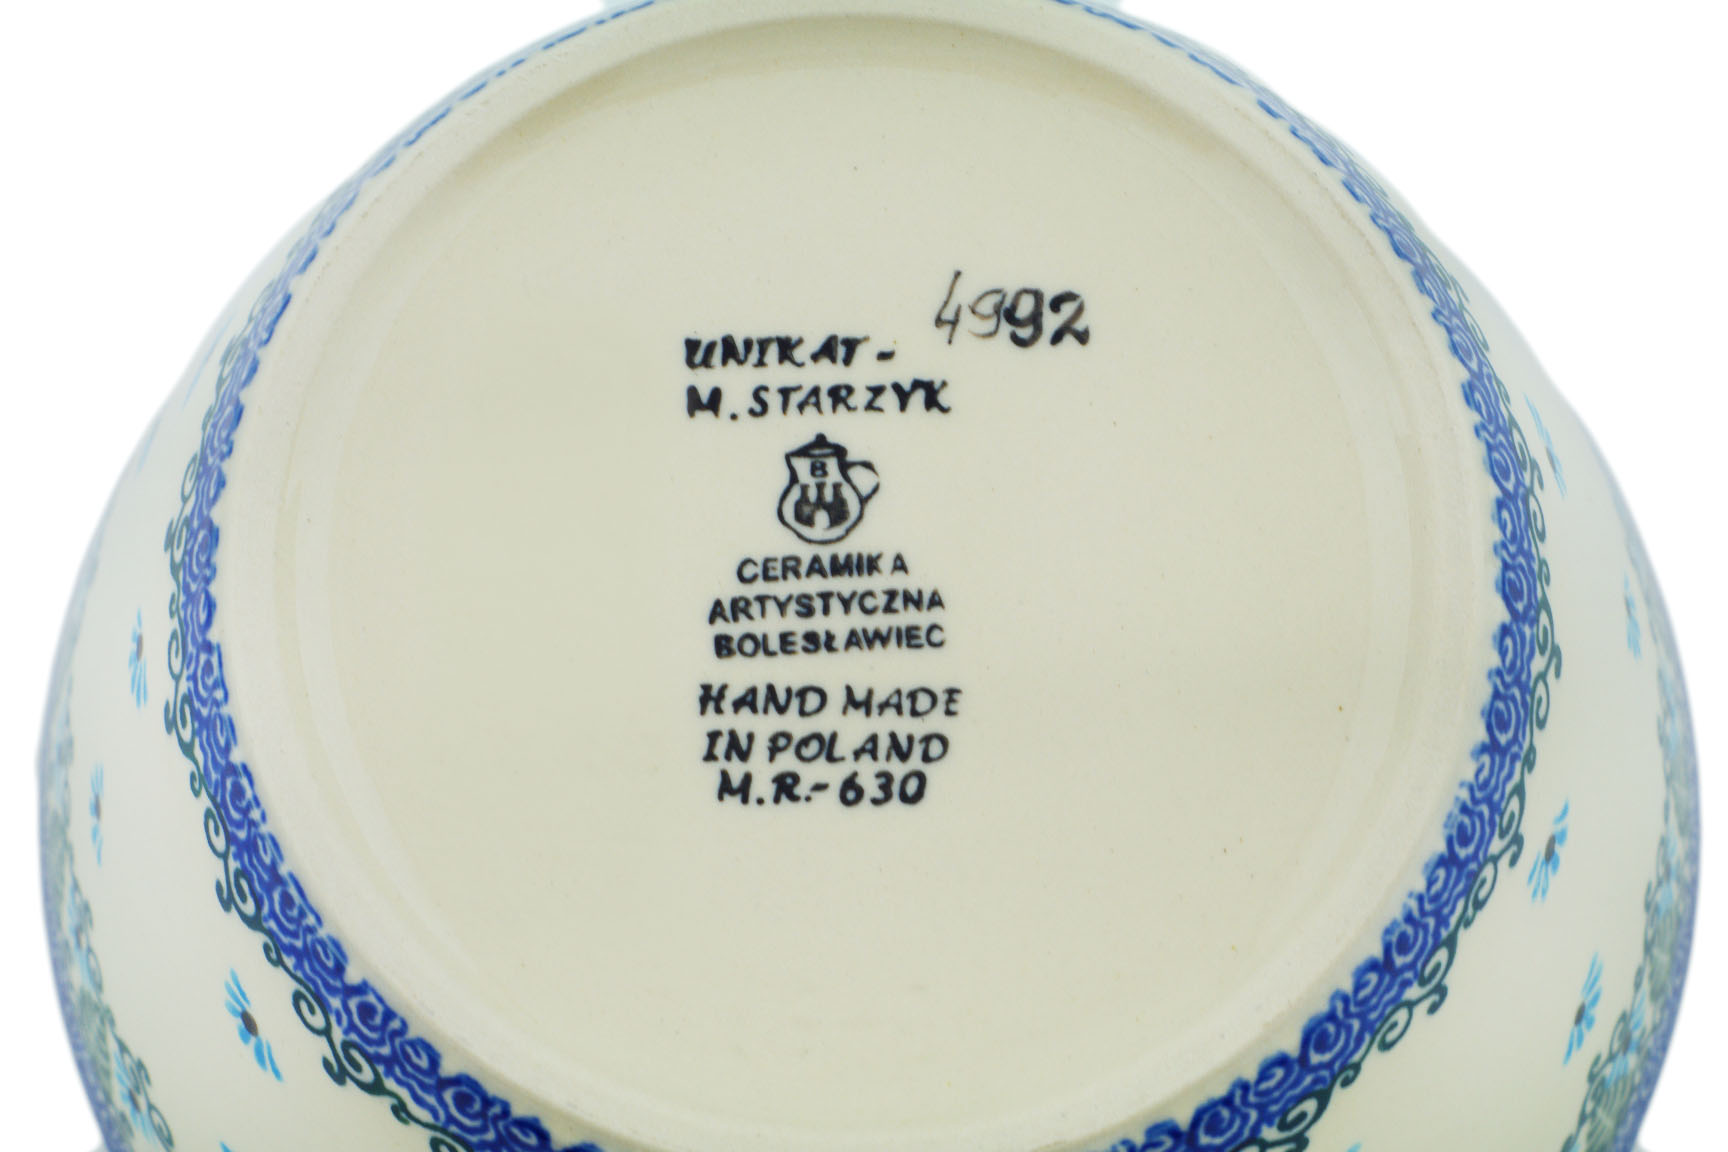 4992
UNIKAT-
M. STARZYK
B
CERAMIKA
ARTYSTYCZNA
BOLESŁAWIEC
HAND MADE
IN POLAND
M.R.-630